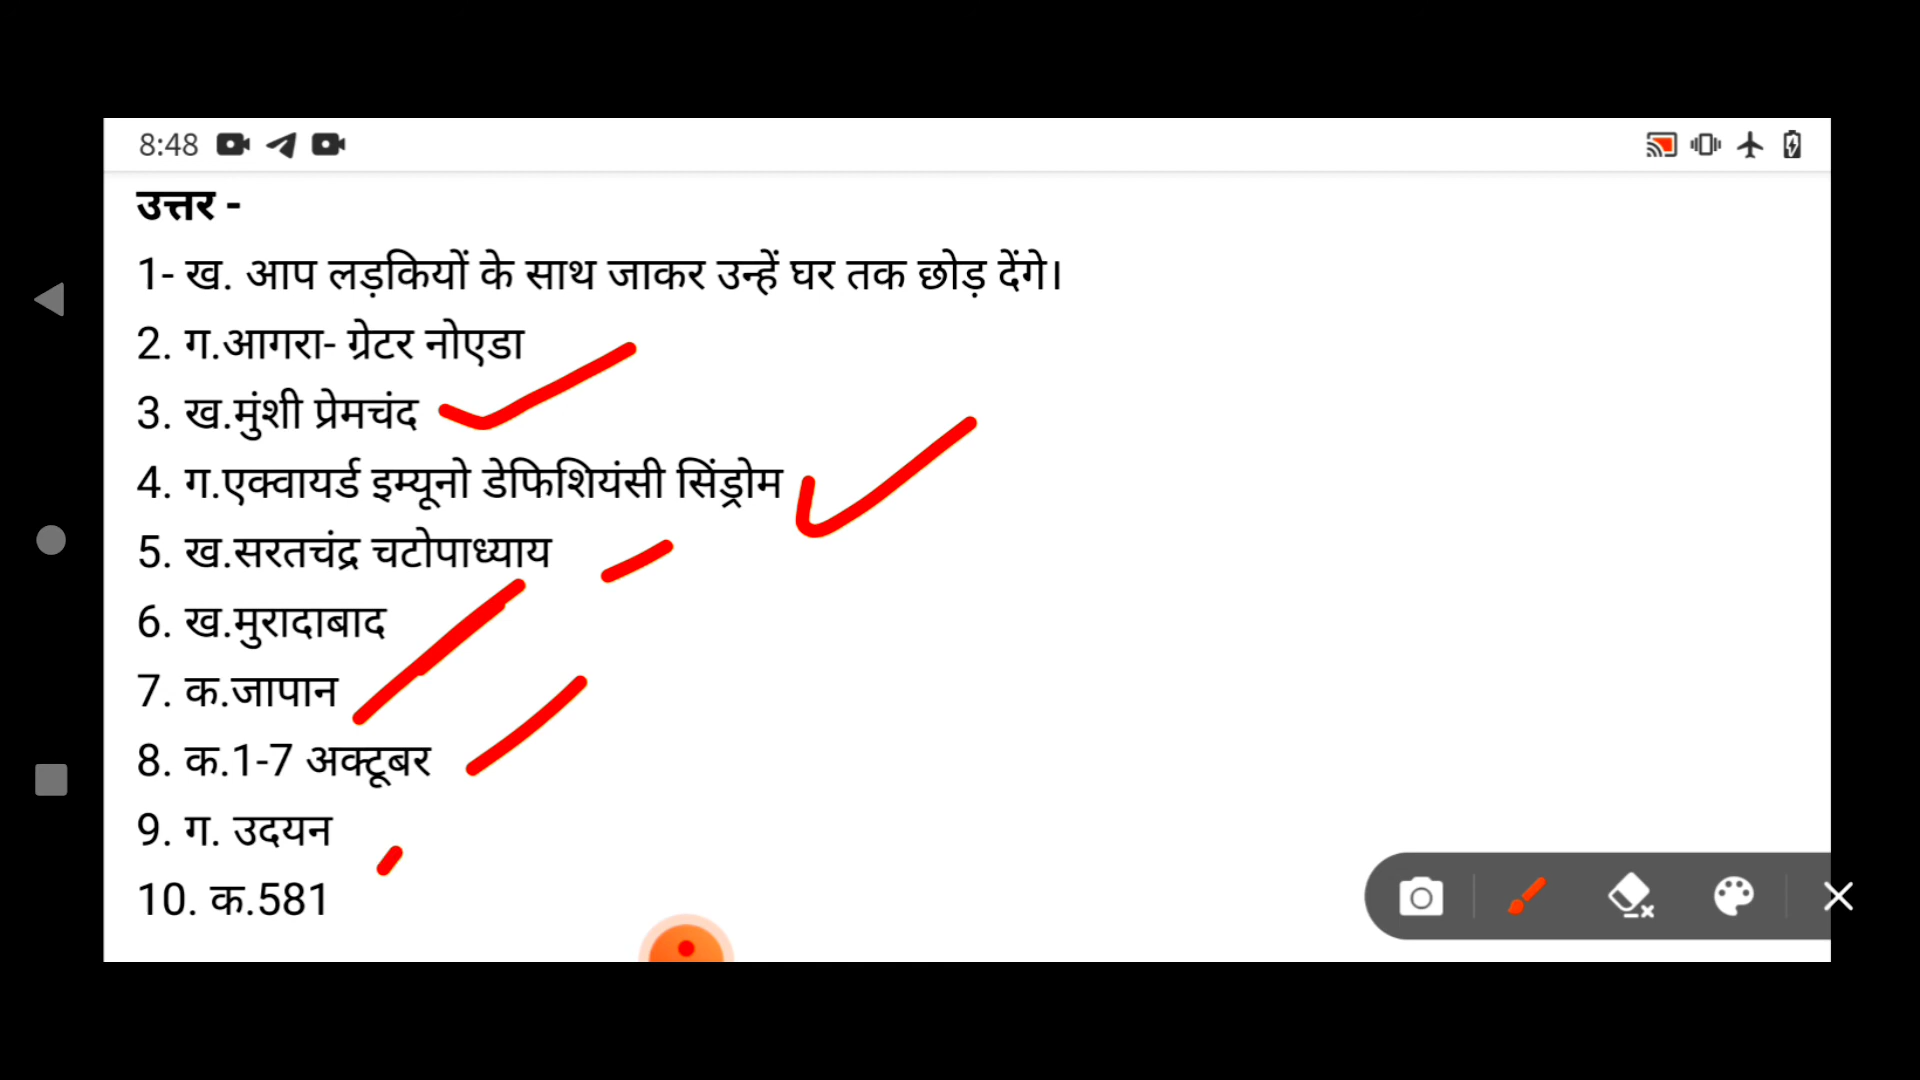 8:48
उत्तर -
1- ख. आप लड़कियों के साथ जाकर उन्हें घर तक छोड़ देंगे।
2. ग.आगरा- ग्रेटर नोएडा
3. ख.मुंशी प्रेमचंद
4. ग.एक्वायर्ड इम्यूनो डेफिशियंसी सिंड्रोम
5. ख.सरतचंद्र चटोपाध्याय
6. ख.मुरादाबाद
7. क.जापान
8. क.1-7 अक्टूबर
9. ग. उदयन
10. क.581